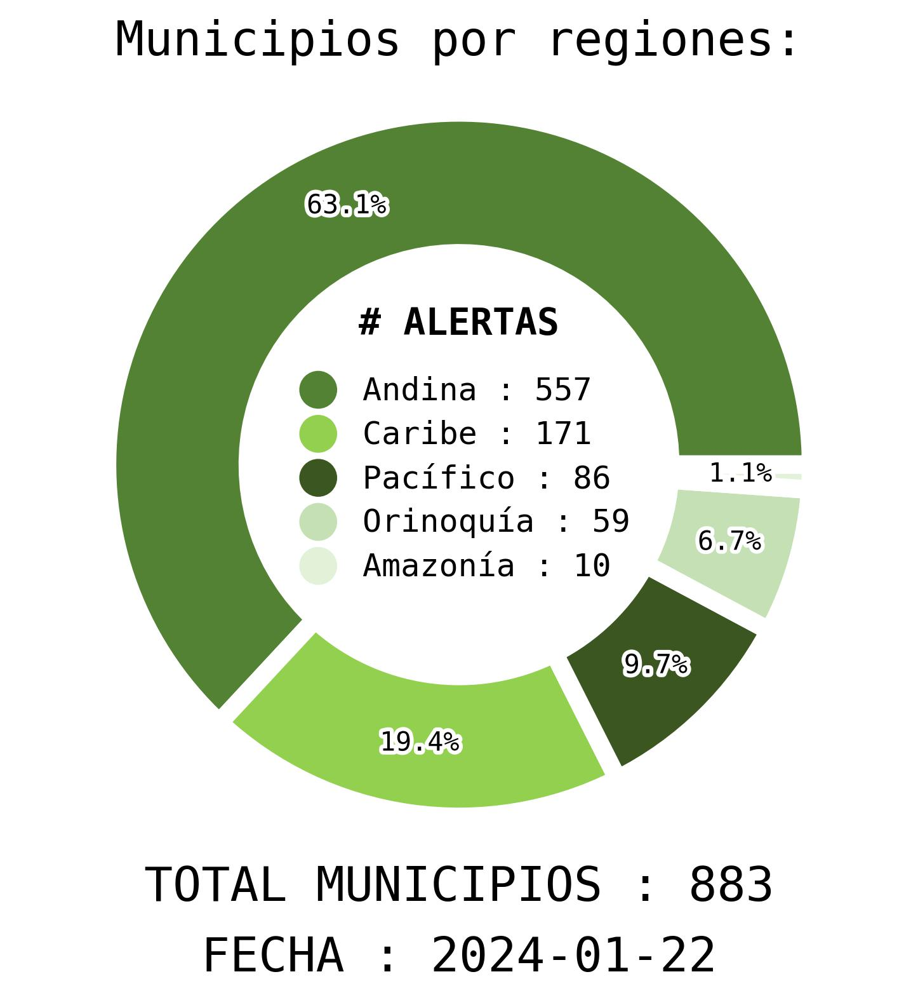 Municipios por regiones:
63.1%
# ALERTAS
Andina : 557
Caribe : 171
Pacífico : 86
Orinoquía : 59
Amazonía : 10
1.1%
6.7%
9.7%
19.4%
TOTAL MUNICIPIOS : 883
FECHA : 2024-01-22